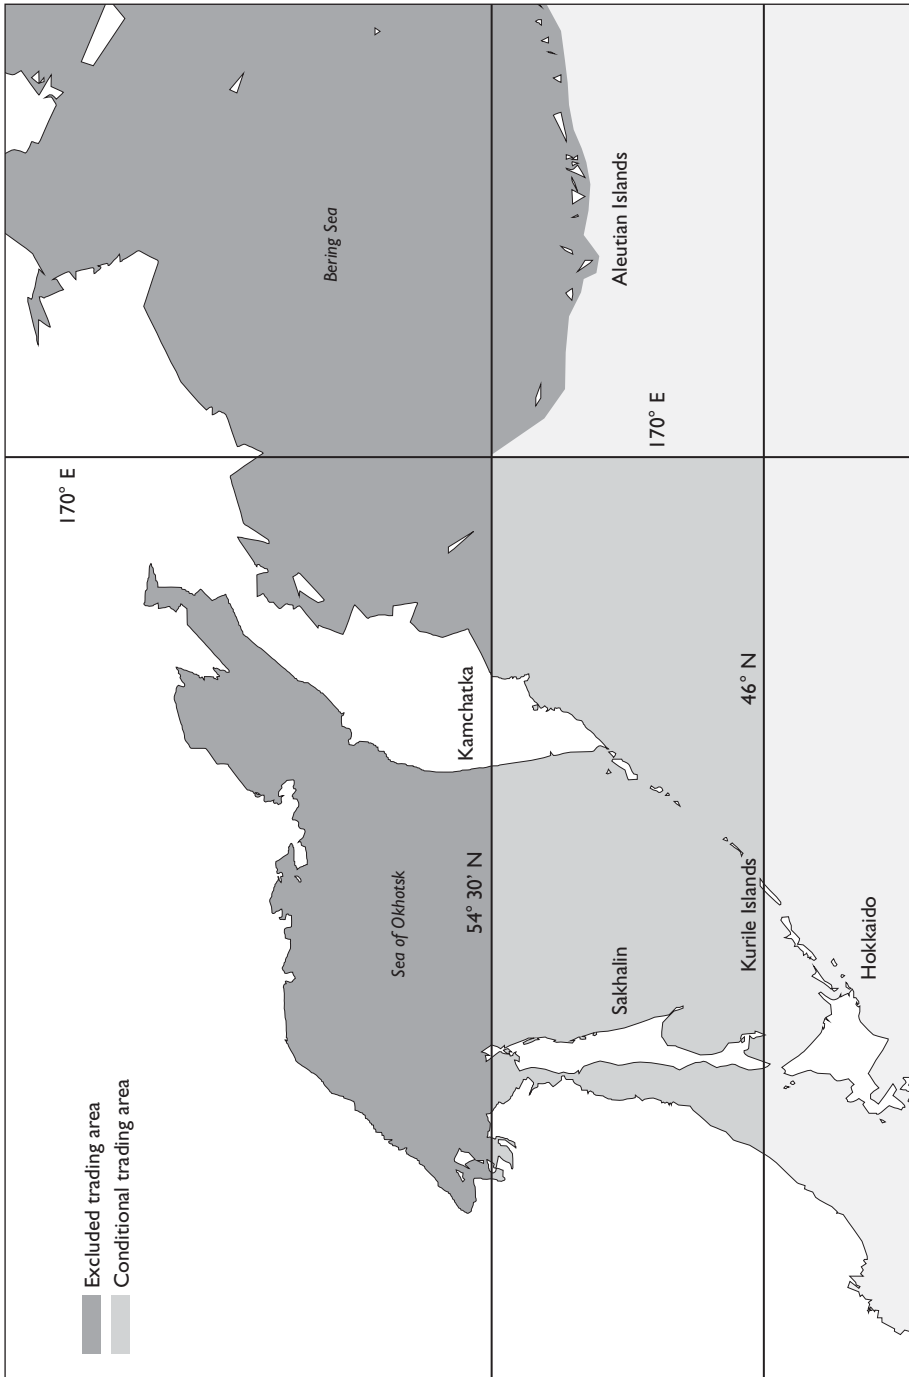 Excluded trading area
Conditional trading area
170° E
Bering Sea
Sea of Okhotsk
Kamchatka
54° 30' N
Sakhalin
Aleutian Islands
170° E
46° N
Kurile Islands
Hokkaido